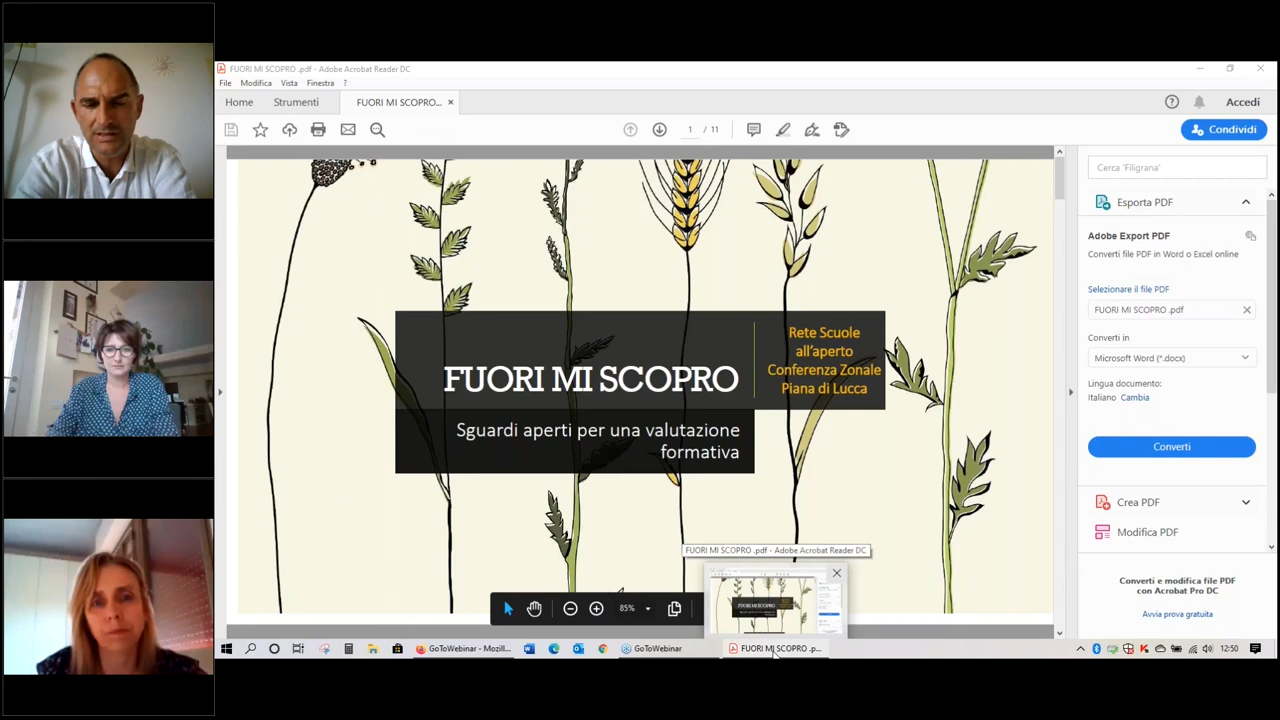 FUORI MI SCOPRO .pdf - Adobe Acrobat Reader DC
File Modifica Vista Finestra ?
Home Strumenti FUORI MI SCOPRO... × Accedi
1 / 11 Condividi
Cerca 'Filigrana'
Esporta PDF
Adobe Export PDF
Converti file PDF in Word o Excel online
Selezionare il file PDF
FUORI MI SCOPRO .pdf
Converti in
Microsoft Word (*.docx)
Lingua documento:
Italiano Cambia
Converti
Crea PDF
Modifica PDF
Converti e modifica file PDF
con Acrobat Pro DC
Avvia prova gratuita
FUORI MI SCOPRO
Rete Scuole
all’aperto
Conferenza Zonale
Piana di Lucca
Sguardi aperti per una valutazione
formativa
FUORI MI SCOPRO .pdf - Adobe Acrobat Reader DC
FUORI MI SCOPRO
85%
GoToWebinar - Mozill... GoToWebinar FUORI MI SCOPRO .p... 12:50